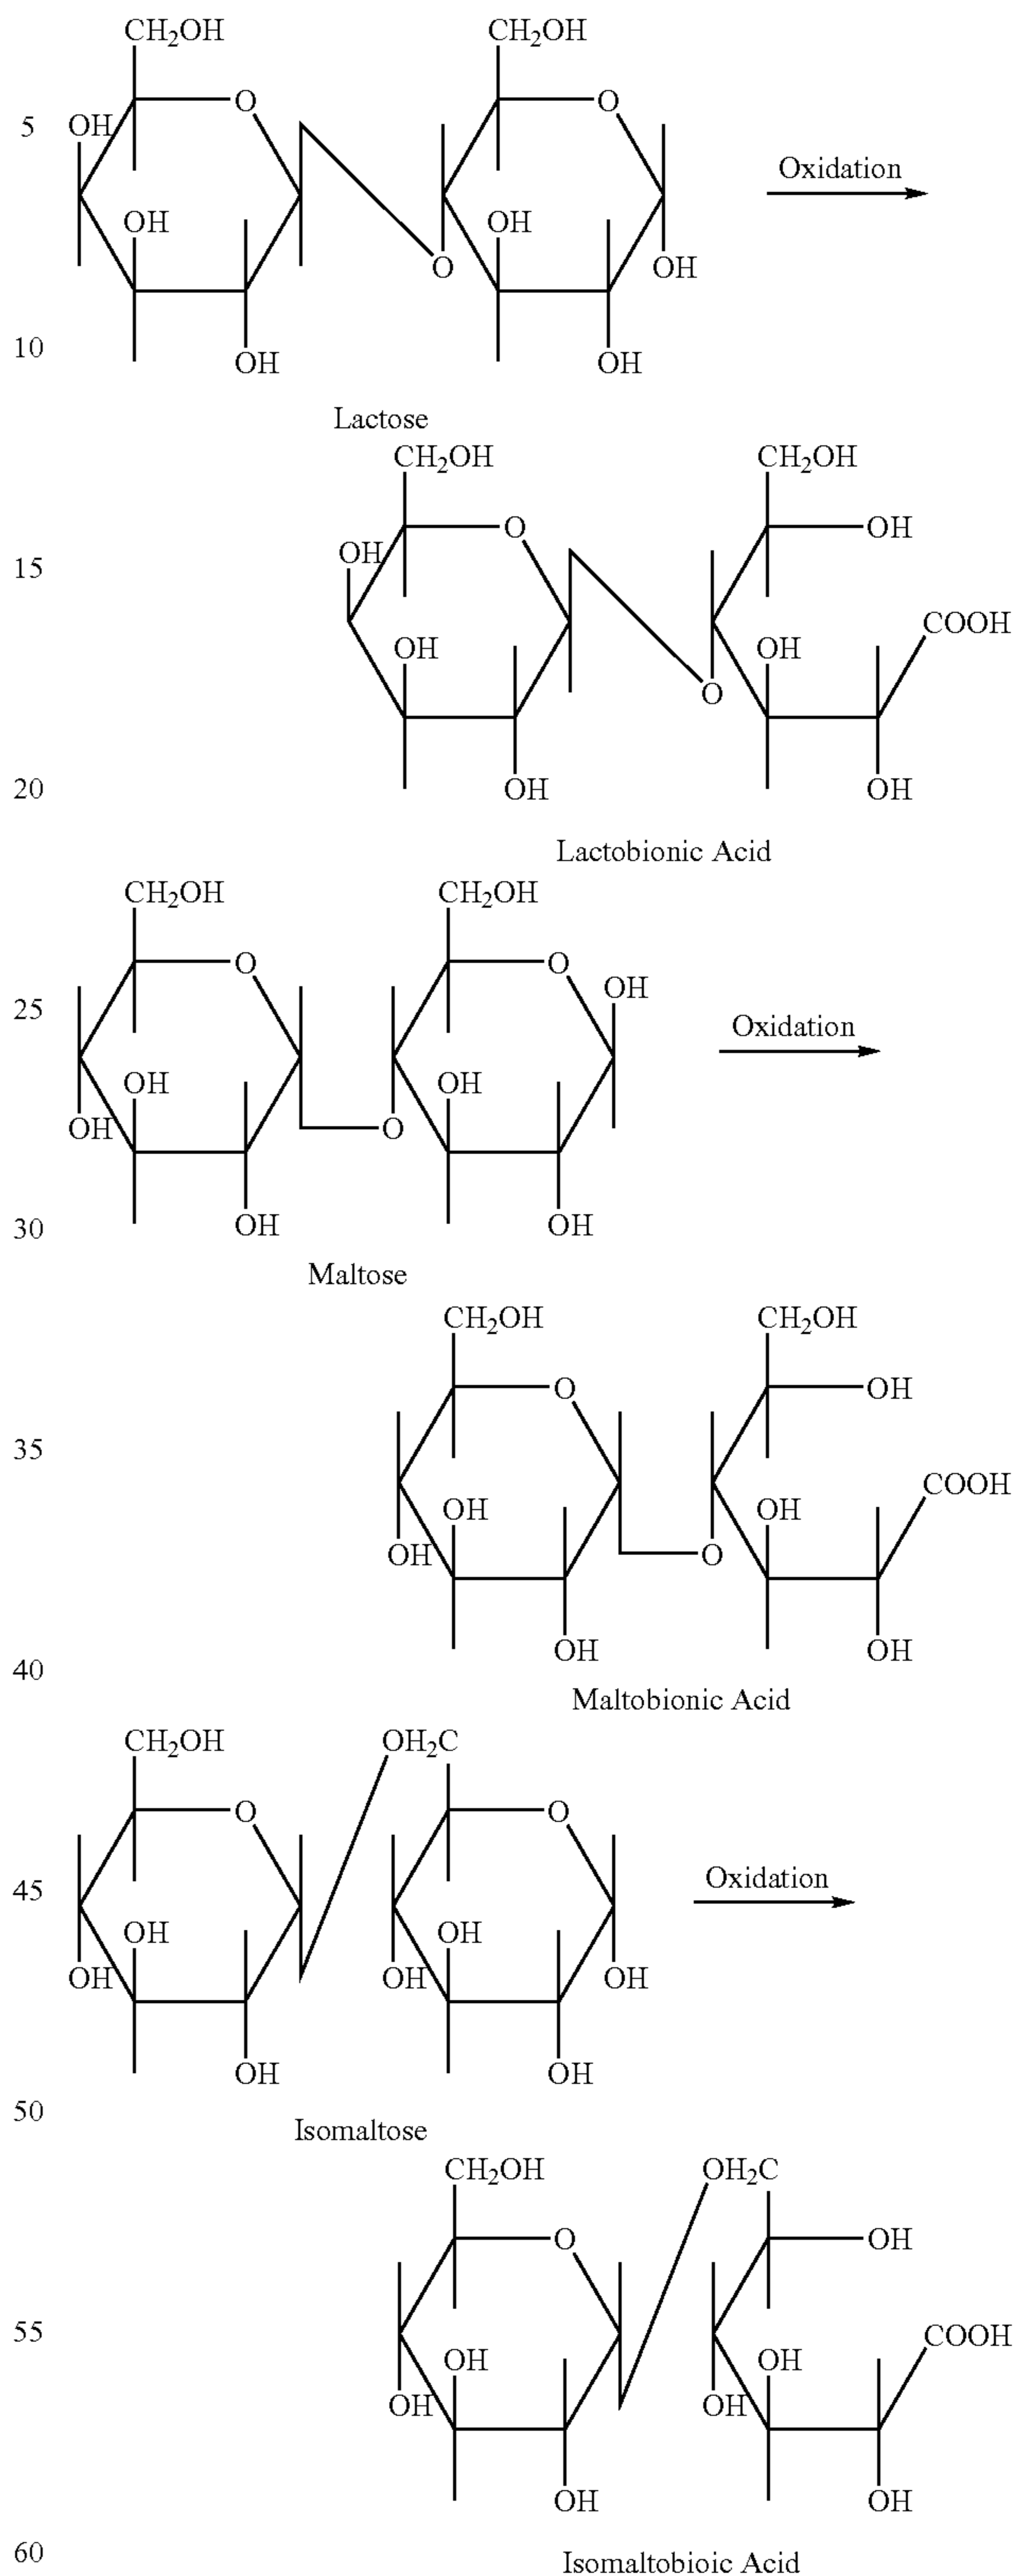 CH₂OH CH₂OH
O O
5 OH Oxidation
OH OH
O OH
10 OH OH
Lactose
CH₂OH CH₂OH
O OH
15 OH
COOH
OH OH
O
20 OH OH
Lactobionic Acid
CH₂OH CH₂OH
O O
25 OH Oxidation
OH OH
OH O
30 OH OH
Maltose
CH₂OH CH₂OH
O OH
35 COOH
OH OH
OH O
OH OH
40
Maltobionic Acid
CH₂OH OH₂C
O O
45 Oxidation
OH OH
OH OH OH
OH OH
50
Isomaltose
CH₂OH OH₂C
O OH
55 COOH
OH OH
OH OH
OH OH
60
Isomaltobioic Acid